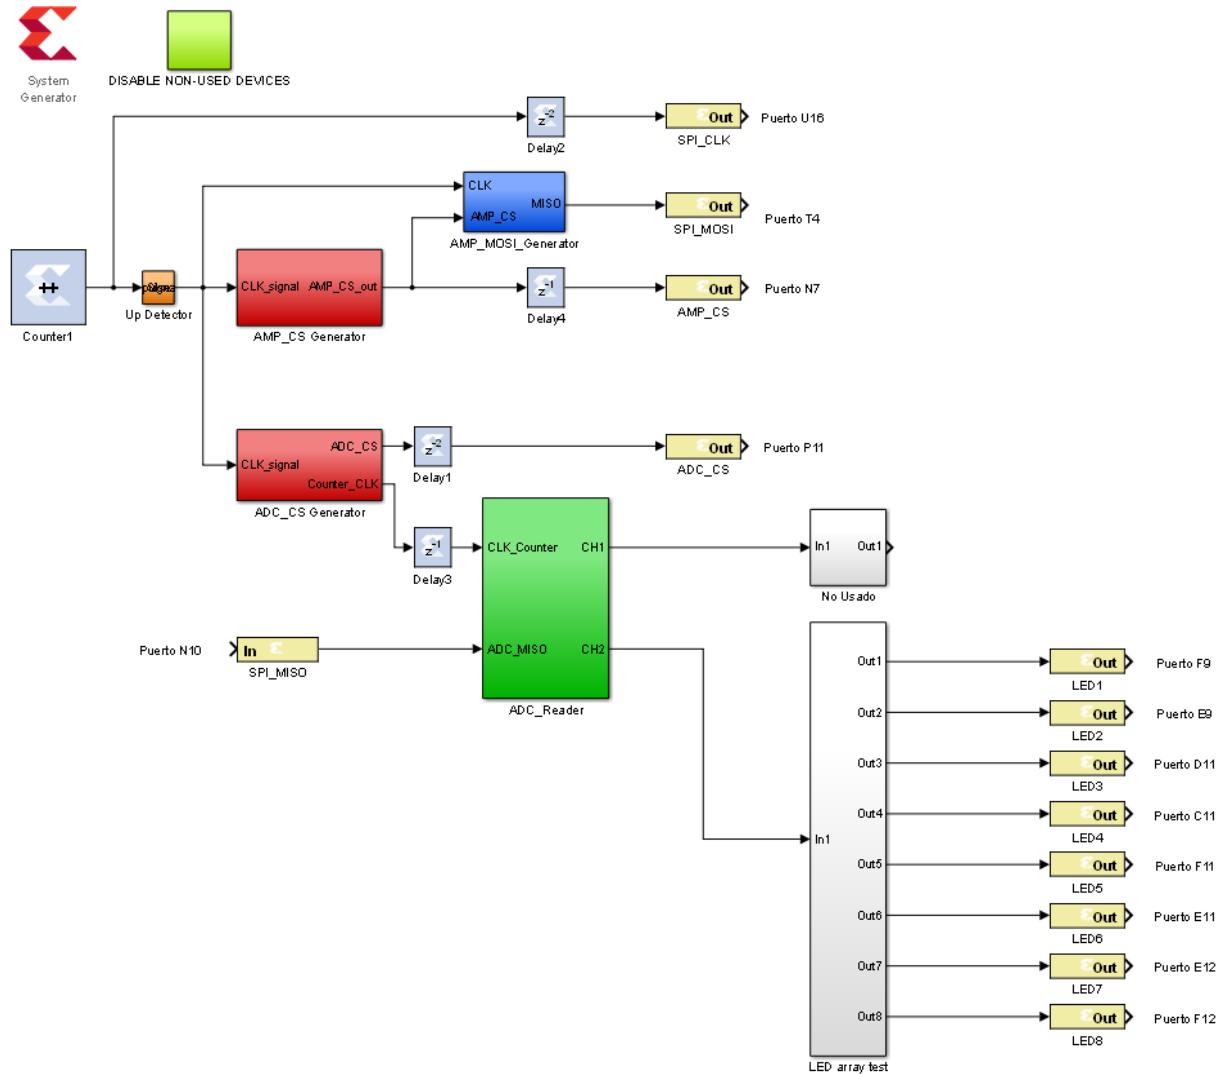 System
Generator
DISABLE NON-USED DEVICES
z-2
Delay2
Out
SPI_CLK
Puerto U16
CLK
AMP_CS
MISO
AMP_MOSI_Generator
Out
SPI_MOSI
Puerto T4
++
Counter1
Up Detector
CLK_signal
AMP_CS_out
AMP_CS Generator
z-1
Delay4
Out
AMP_CS
Puerto N7
CLK_signal
ADC_CS
Counter_CLK
ADC_CS Generator
z-2
Delay1
Out
ADC_CS
Puerto P11
z-1
Delay3
CLK_Counter
CH1
ADC_MISO
CH2
ADC_Reader
In1
Out1
No Usado
Puerto N10
In
SPI_MISO
In1
Out1
Out2
Out3
Out4
Out5
Out6
Out7
Out8
LED array test
Out
LED1
Puerto F9
Out
LED2
Puerto E9
Out
LED3
Puerto D11
Out
LED4
Puerto C11
Out
LED5
Puerto F11
Out
LED6
Puerto E11
Out
LED7
Puerto E12
Out
LED8
Puerto F12